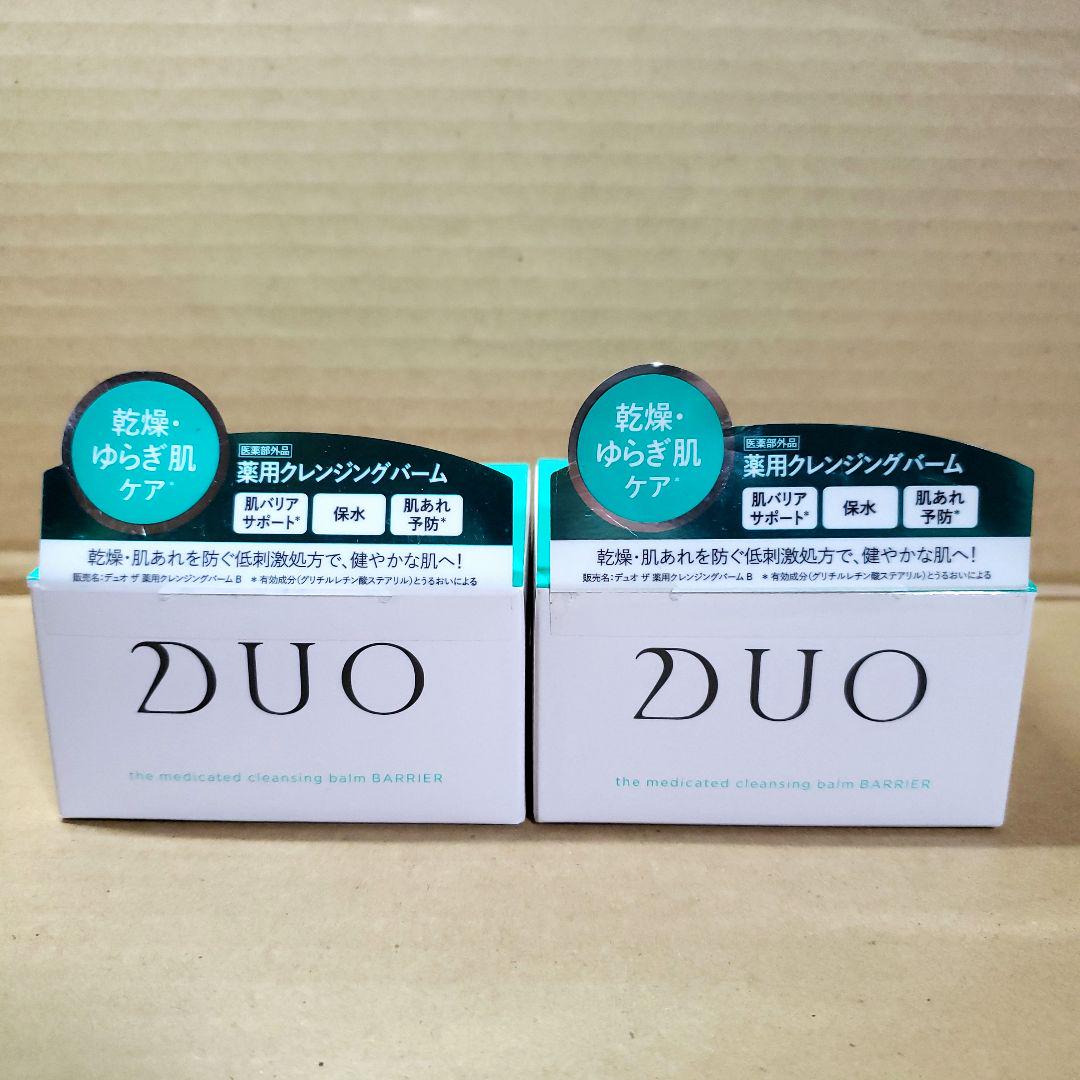 乾燥・
ゆらぎ肌
ケア*
医薬部外品
薬用クレンジングバーム
肌バリア
サポート*
保水
肌あれ
予防*
乾燥・肌あれを防ぐ低刺激処方で、健やかな肌へ!
販売名:デュオ ザ 薬用クレンジングバーム B *有効成分(グリチルレチン酸ステアリル)とうるおいによる
DUO
the medicated cleansing balm BARRIER
乾燥・
ゆらぎ肌
ケア*
医薬部外品
薬用クレンジングバーム
肌バリア
サポート*
保水
肌あれ
予防*
乾燥・肌あれを防ぐ低刺激処方で、健やかな肌へ!
販売名:デュオ ザ 薬用クレンジングバーム B *有効成分(グリチルレチン酸ステアリル)とうるおいによる
DUO
the medicated cleansing balm BARRIER